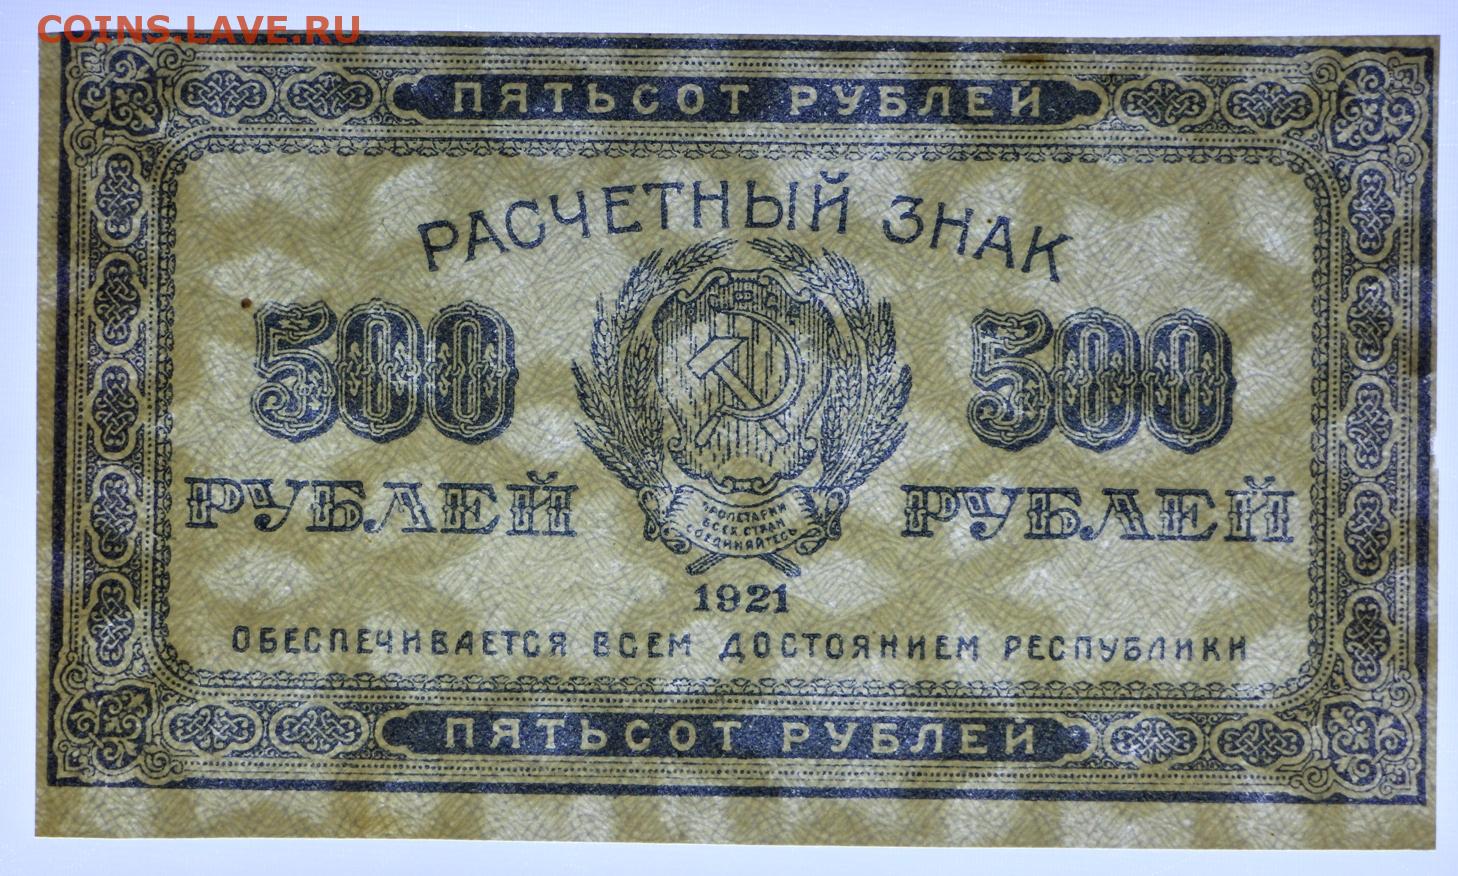 COINS.LAVE.RU
ПЯТЬСОТ РУБЛЕЙ
РАСЧЕТНЫЙ ЗНАК
500 500
РУБЛЕЙ РУБЛЕЙ
ПРОЛЕТАРИИ
ВСЕХ СТРАН
СОЕДИНЯЙТЕСЬ
1921
ОБЕСПЕЧИВАЕТСЯ ВСЕМ ДОСТОЯНИЕМ РЕСПУБЛИКИ
ПЯТЬСОТ РУБЛЕЙ